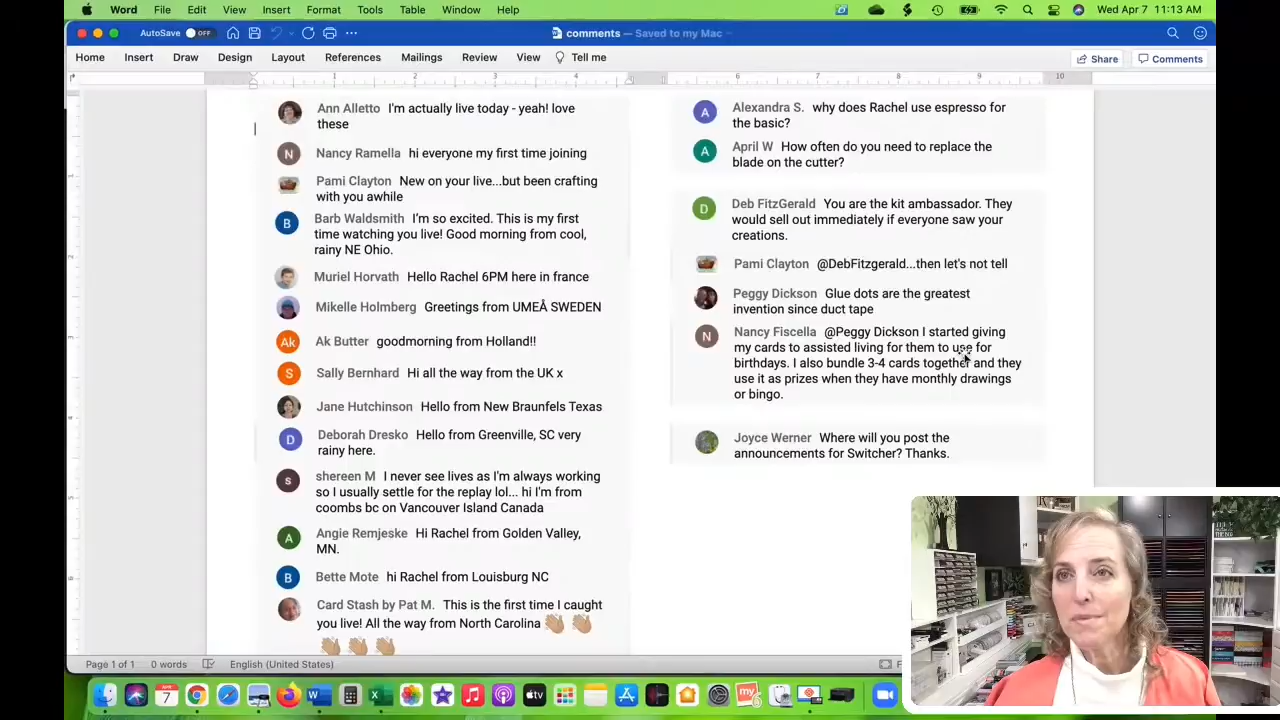 Word File Edit View Insert Format Tools Table Window Help Wed Apr 7 11:13 AM
AutoSave OFF comments — Saved to my Mac
Home Insert Draw Design Layout References Mailings Review View Tell me Share Comments
1 2 3 4 6 7 8 9 10
Ann Alletto I'm actually live today - yeah! love
these
N Nancy Ramella hi everyone my first time joining
Pami Clayton New on your live...but been crafting
with you awhile
B Barb Waldsmith I'm so excited. This is my first
time watching you live! Good morning from cool,
rainy NE Ohio.
Muriel Horvath Hello Rachel 6PM here in france
Mikelle Holmberg Greetings from UMEÅ SWEDEN
Ak Ak Butter goodmorning from Holland!!
S Sally Bernhard Hi all the way from the UK x
Jane Hutchinson Hello from New Braunfels Texas
D Deborah Dresko Hello from Greenville, SC very
rainy here.
s shereen M I never see lives as I'm always working
so I usually settle for the replay lol... hi I'm from
coombs bc on Vancouver Island Canada
A Angie Remjeske Hi Rachel from Golden Valley,
MN.
B Bette Mote hi Rachel from Louisburg NC
Card Stash by Pat M. This is the first time I caught
you live! All the way from North Carolina 👏🏽 👏🏽
👏🏽 👏🏽 👏🏽
A Alexandra S. why does Rachel use espresso for
the basic?
A April W How often do you need to replace the
blade on the cutter?
D Deb FitzGerald You are the kit ambassador. They
would sell out immediately if everyone saw your
creations.
Pami Clayton @DebFitzgerald...then let's not tell
Peggy Dickson Glue dots are the greatest
invention since duct tape
N Nancy Fiscella @Peggy Dickson I started giving
my cards to assisted living for them to use for
birthdays. I also bundle 3-4 cards together and they
use it as prizes when they have monthly drawings
or bingo.
Joyce Werner Where will you post the
announcements for Switcher? Thanks.
Page 1 of 1 0 words English (United States)